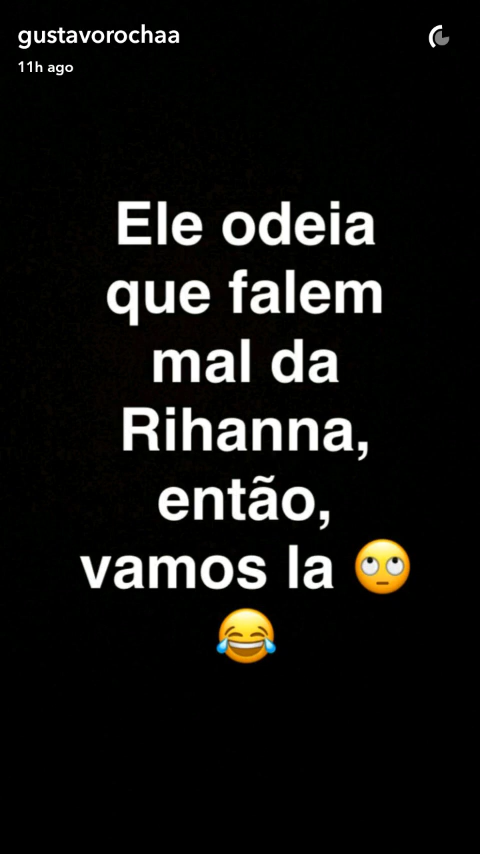 gustavorochaa
11h ago
Ele odeia
que falem
mal da
Rihanna,
então,
vamos la 🙄
😂